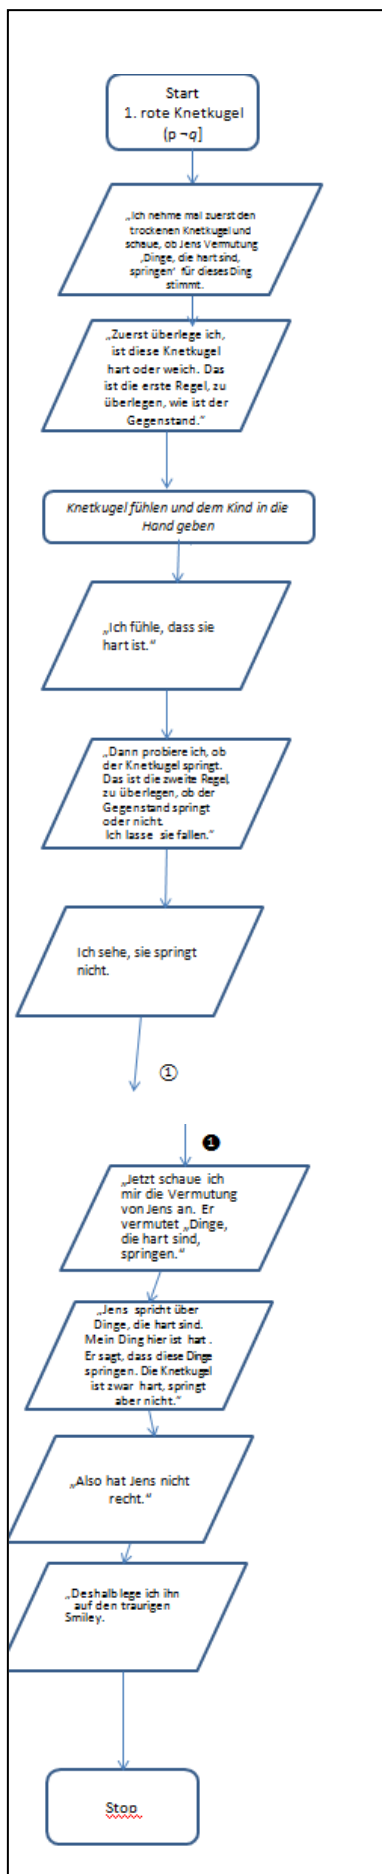 Start
1. rote Knetkugel
(p ¬q]
„Ich nehme mal zuerst den
trockenen Knetkugel und
schaue, ob Jens Vermutung
‚Dinge, die hart sind,
springen‘ für dieses Ding
stimmt.
„Zuerst überlege ich,
ist diese Knetkugel
hart oder weich. Das
ist die erste Regel, zu
überlegen, wie ist der
Gegenstand.“
Knetkugel fühlen und dem Kind in die
Hand geben
„Ich fühle, dass sie
hart ist.“
„Dann probiere ich, ob
der Knetkugel springt.
Das ist die zweite Regel,
zu überlegen, ob der
Gegenstand springt
oder nicht.
Ich lasse sie fallen.“
Ich sehe, sie springt
nicht.
①
❶
„Jetzt schaue ich
mir die Vermutung
von Jens an. Er
vermutet „Dinge,
die hart sind,
springen.“
„Jens spricht über
Dinge, die hart sind.
Mein Ding hier ist hat .
Er sagt, dass diese Dinge
springen. Die Knetkugel
ist zwar hart, springt
aber nicht.“
„Also hat Jens nicht
recht.“
„Deshalb lege ich ihn
auf den traurigen
Smiley.
Stop